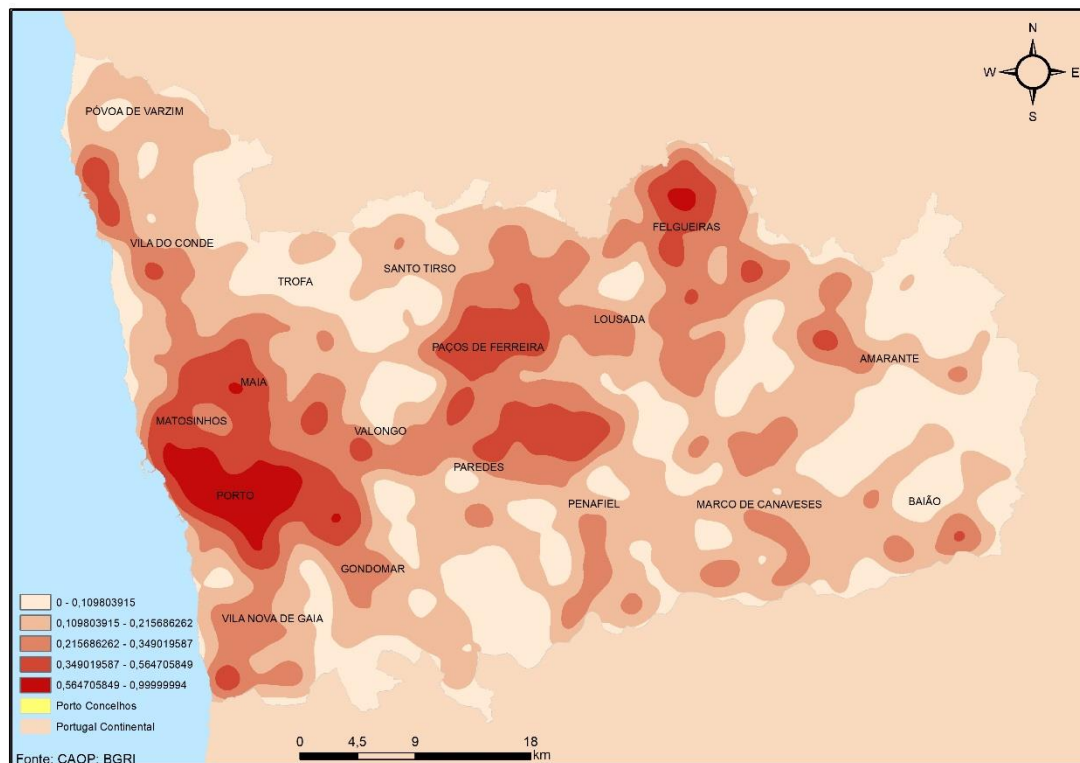 N
W E
S
PÓVOA DE VARZIM
VILA DO CONDE
TROFA
SANTO TIRSO
FELGUEIRAS
LOUSADA
PAÇOS DE FERREIRA
AMARANTE
MAIA
MATOSINHOS
VALONGO
PAREDES
PORTO
PENAFIEL
MARCO DE CANAVESES
BAIÃO
GONDOMAR
VILA NOVA DE GAIA
0 - 0,109803915
0,109803915 - 0,215686262
0,215686262 - 0,349019587
0,349019587 - 0,564705849
0,564705849 - 0,99999994
Porto Concelhos
Portugal Continental
0 4,5 9 18
km
Fonte: CAOP; BGRI